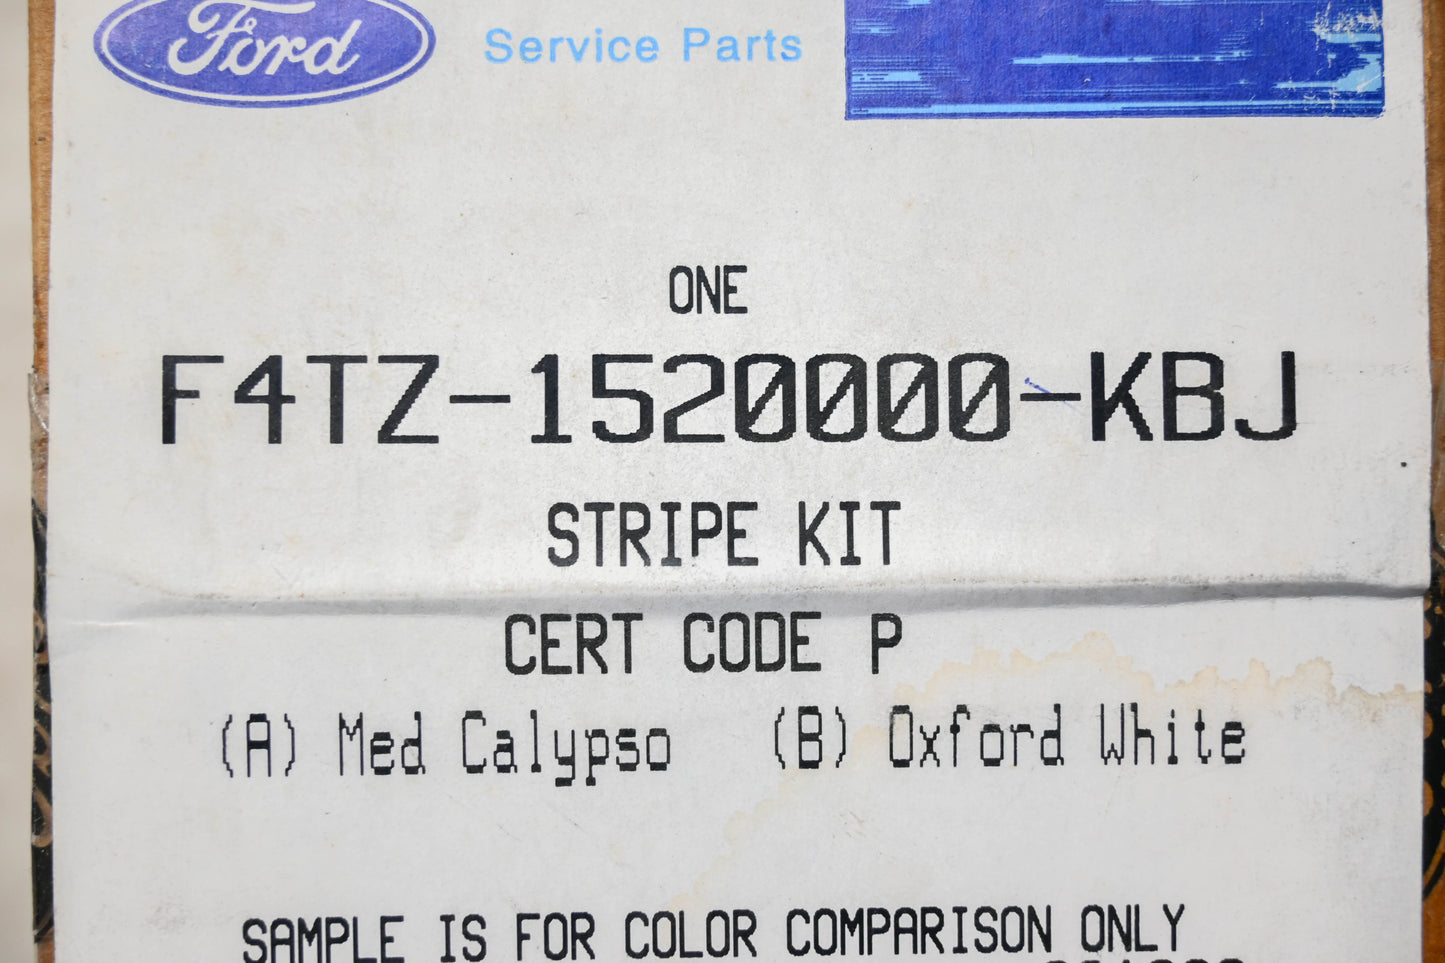 Ford Service Parts
ONE
F4TZ-1520000-KBJ
STRIPE KIT
CERT CODE P
(A) Med Calypso (B) Oxford White
SAMPLE IS FOR COLOR COMPARISON ONLY